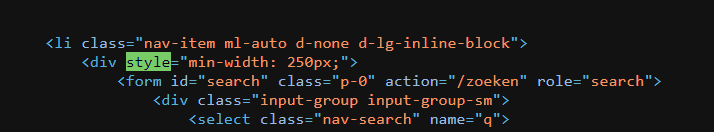 <li class="nav-item ml-auto d-none d-lg-inline-block">
<div style="min-width: 250px;">
<form id="search" class="p-0" action="/zoeken" role="search">
<div class="input-group input-group-sm">
<select class="nav-search" name="q">